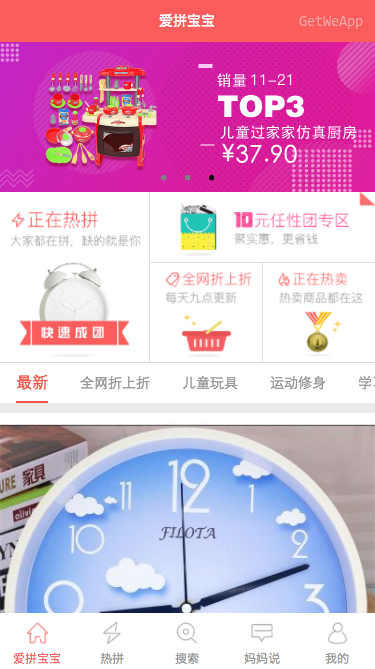 爱拼宝宝
GetWeApp
销量 11-21
TOP3
儿童过家家仿真厨房
¥37.90
正在热拼
大家都在拼,缺的就是你
快速成团
10元任性团专区
聚实惠,更省钱
全网折上折
每天九点更新
正在热卖
热卖商品都在这
最新
全网折上折
儿童玩具
运动修身
家具
olivi
11
12
1
10
2
FILOTA
3
爱拼宝宝
热拼
搜索
妈妈说
我的